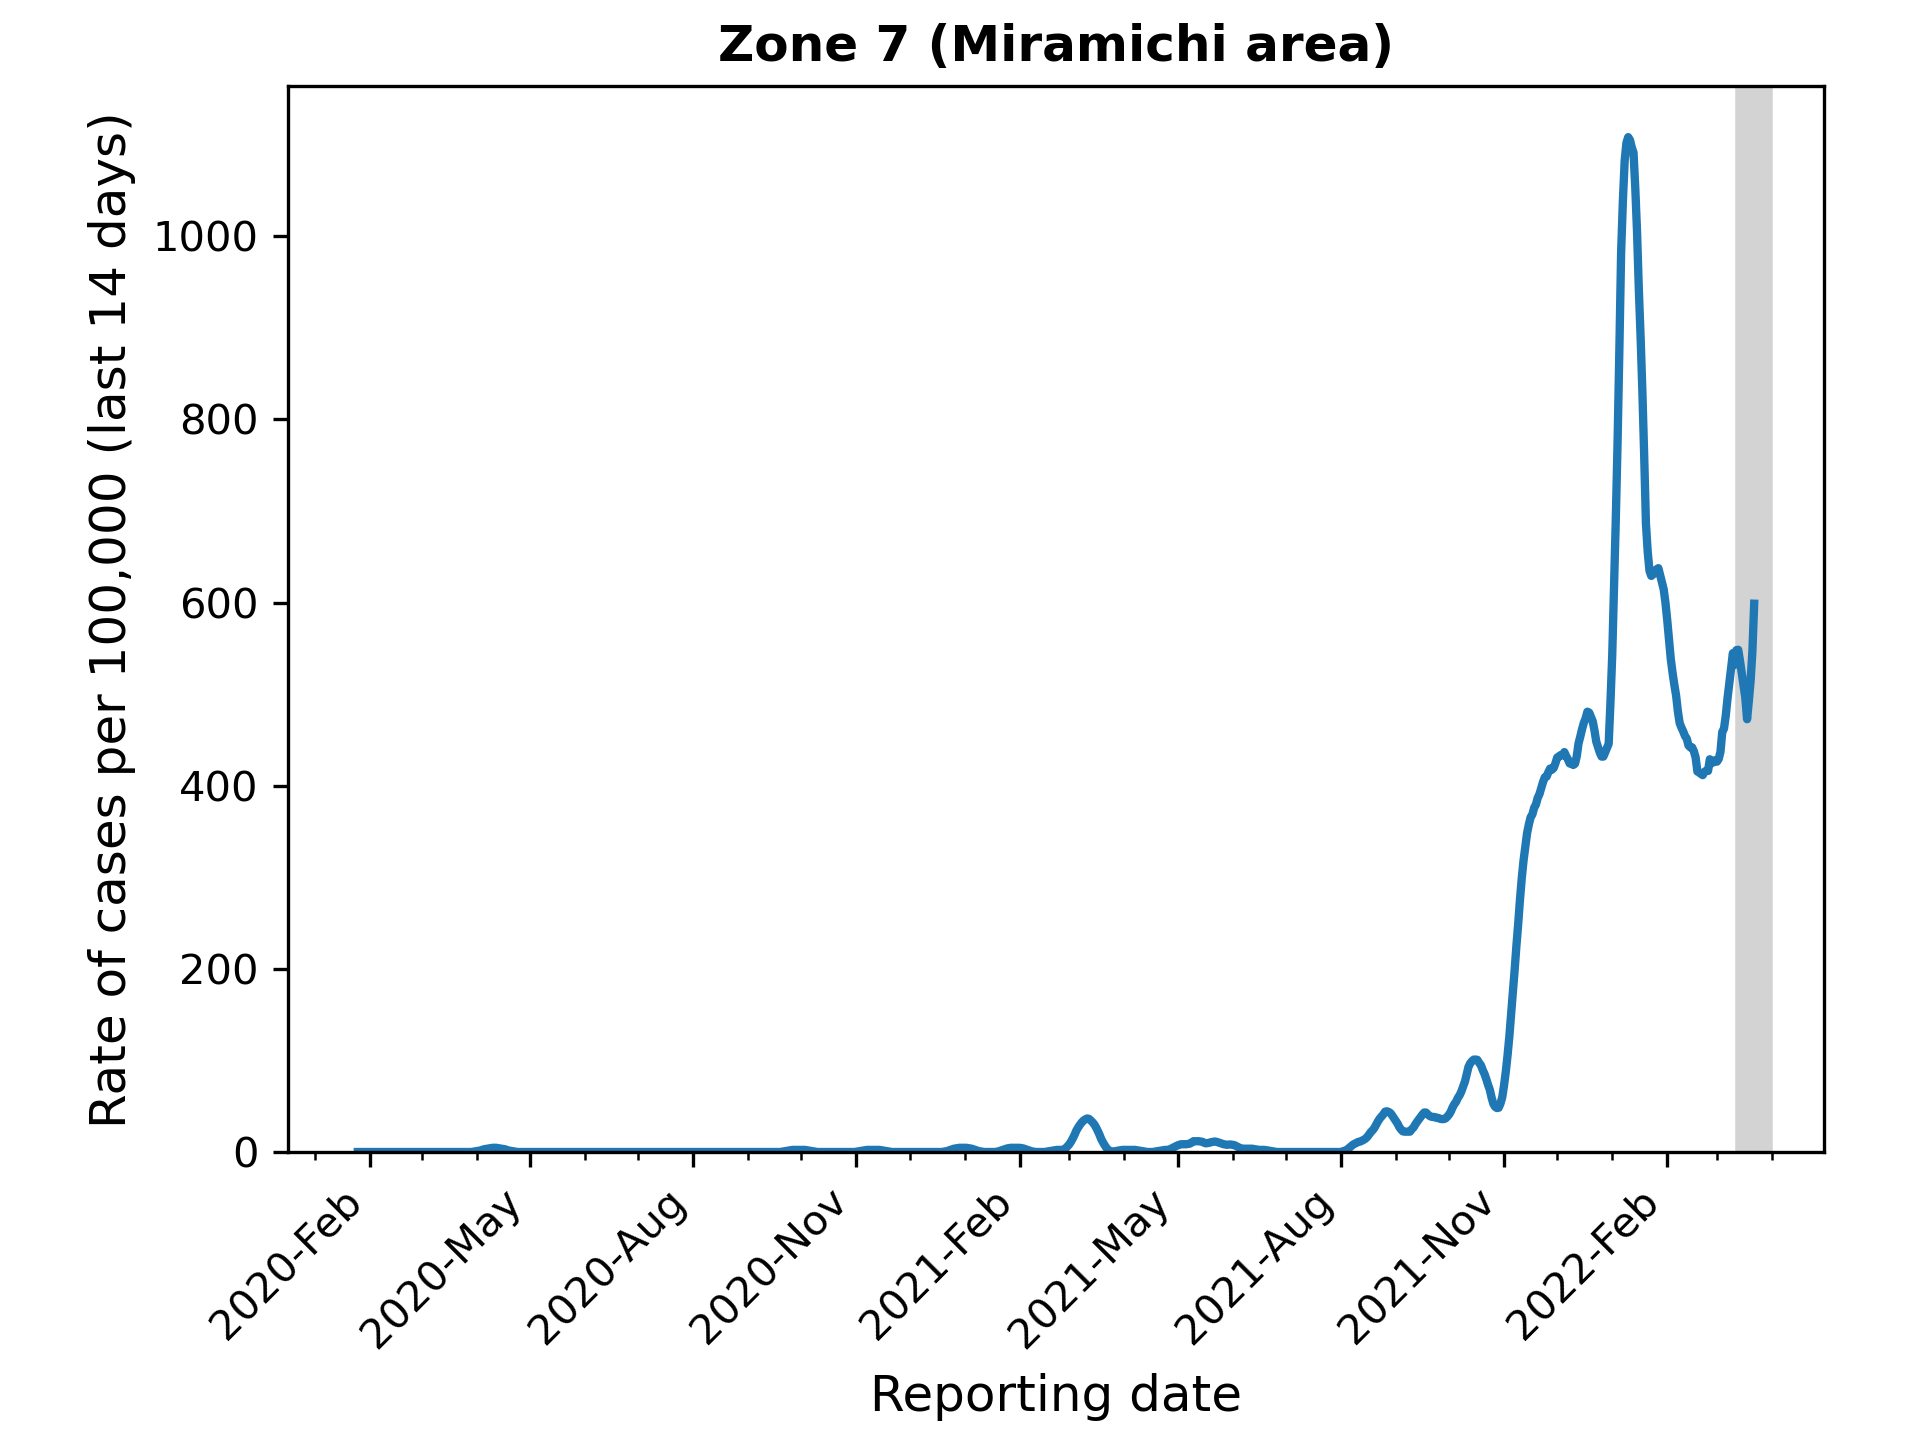 Zone 7 (Miramichi area)
Rate of cases per 100,000 (last 14 days)
1000
800
600
400
200
0
2020-Feb
2020-May
2020-Aug
2020-Nov
2021-Feb
2021-May
2021-Aug
2021-Nov
2022-Feb
Reporting date